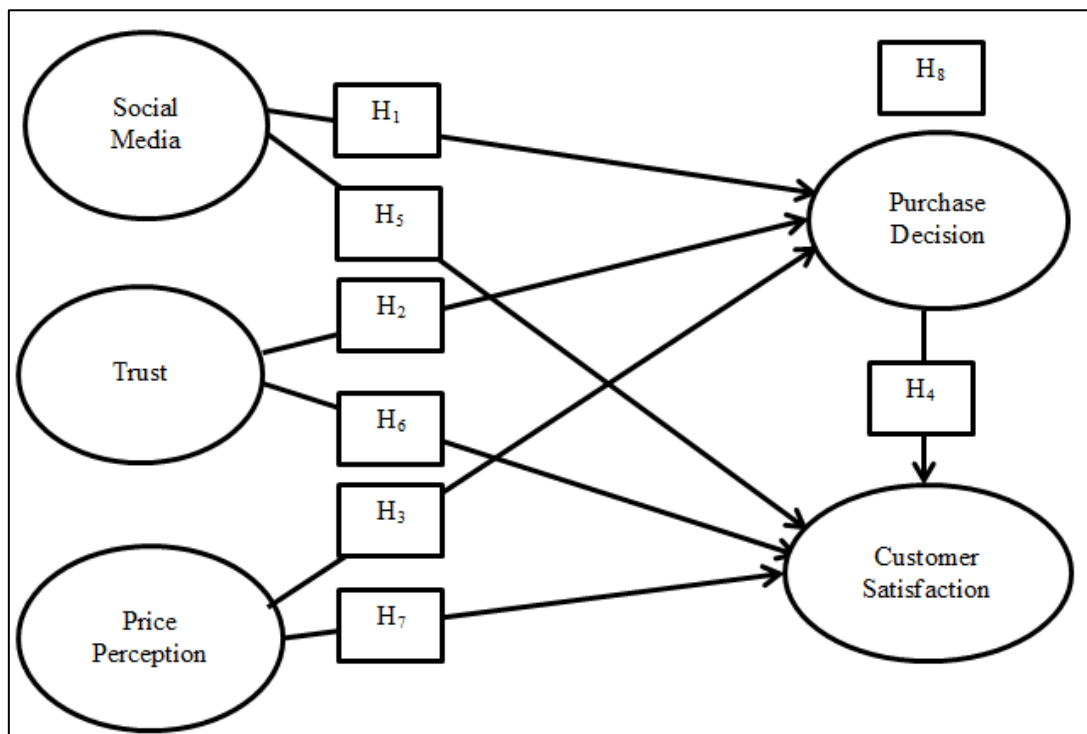 Social
Media
H₁
H₈
Purchase
Decision
H₅
H₂
Trust
H₆
H₄
H₃
Customer
Satisfaction
Price
Perception
H₇